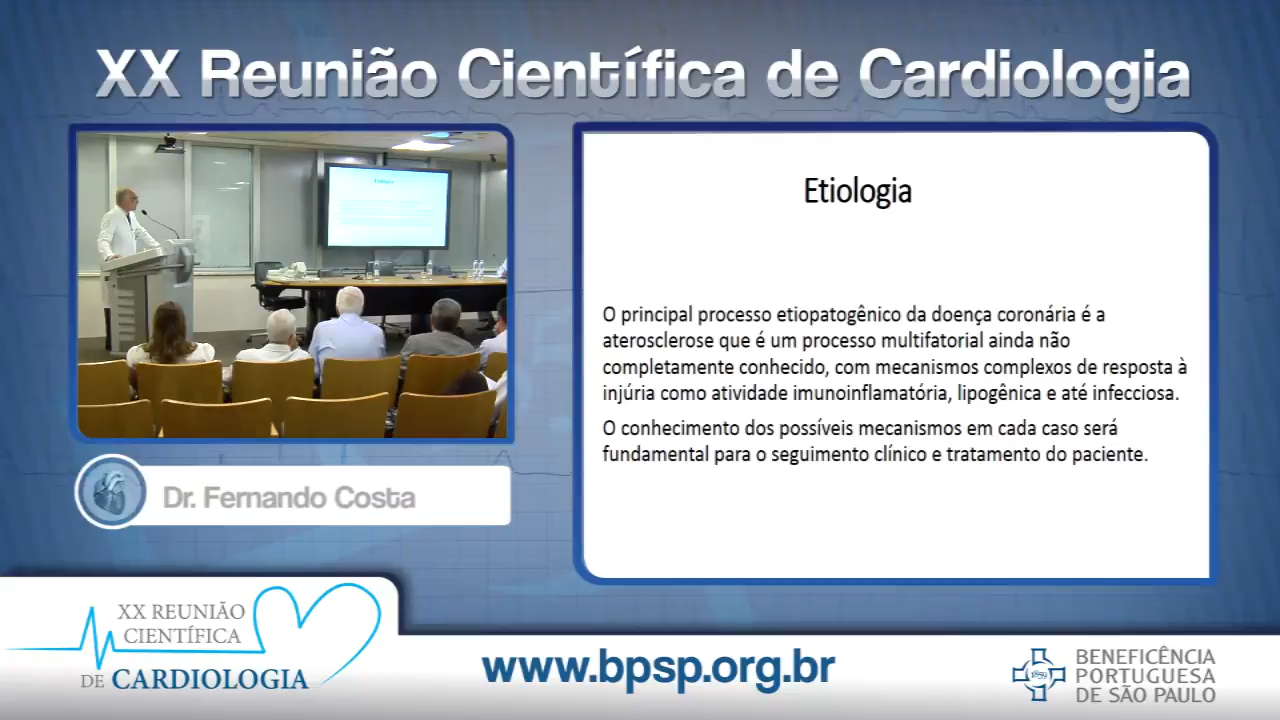 XX Reunião Científica de Cardiologia
Etiologia
O principal processo etiopatogênico da doença coronária é a
aterosclerose que é um processo multifatorial ainda não
completamente conhecido, com mecanismos complexos de resposta à
injúria como atividade imunoinflamatória, lipogênica e até infecciosa.
O conhecimento dos possíveis mecanismos em cada caso será
fundamental para o seguimento clínico e tratamento do paciente.
Dr. Fernando Costa
XX REUNIÃO
CIENTÍFICA
DE CARDIOLOGIA
www.bpsp.org.br
1859
BENEFICÊNCIA
PORTUGUESA
DE SÃO PAULO